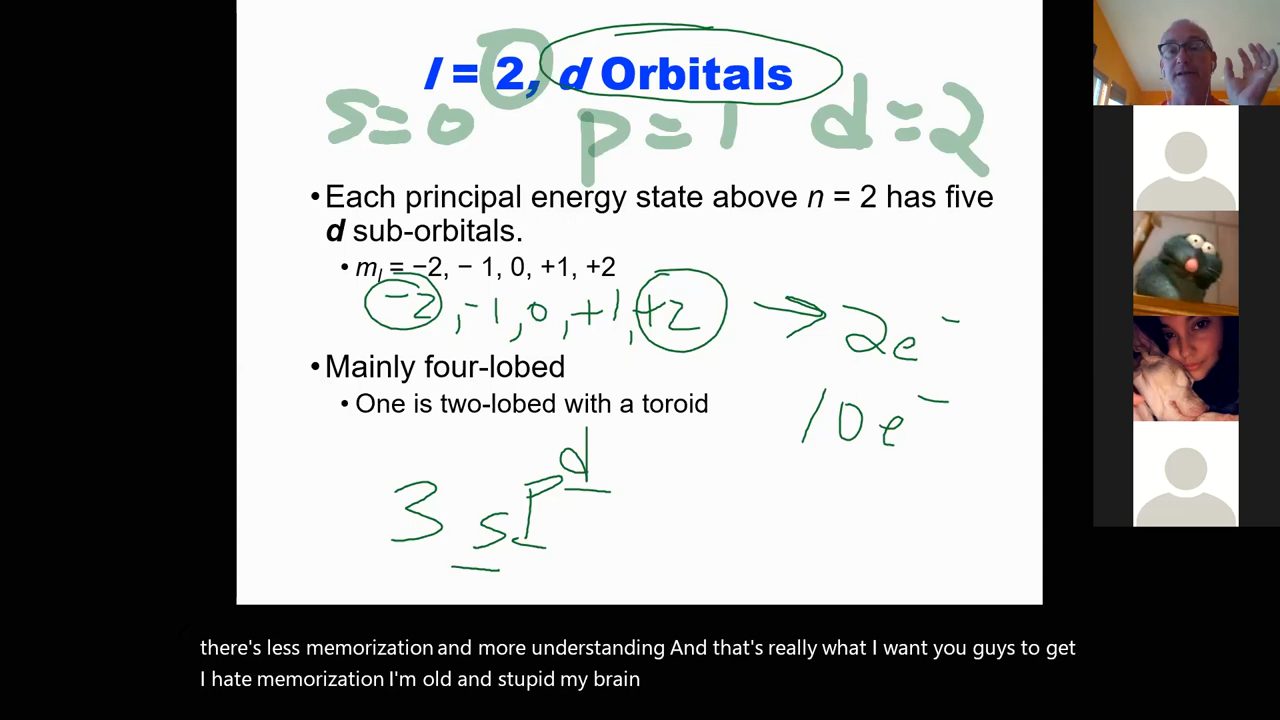 l = 2, d Orbitals
s=0 p=1 d=2
•Each principal energy state above n = 2 has five
d sub-orbitals.
• ml = −2, − 1, 0, +1, +2
-2, -1, 0, +1, +2 → 2e⁻
•Mainly four-lobed
• One is two-lobed with a toroid
10e⁻
3 s p d
there's less memorization and more understanding And that's really what I want you guys to get
I hate memorization I'm old and stupid my brain